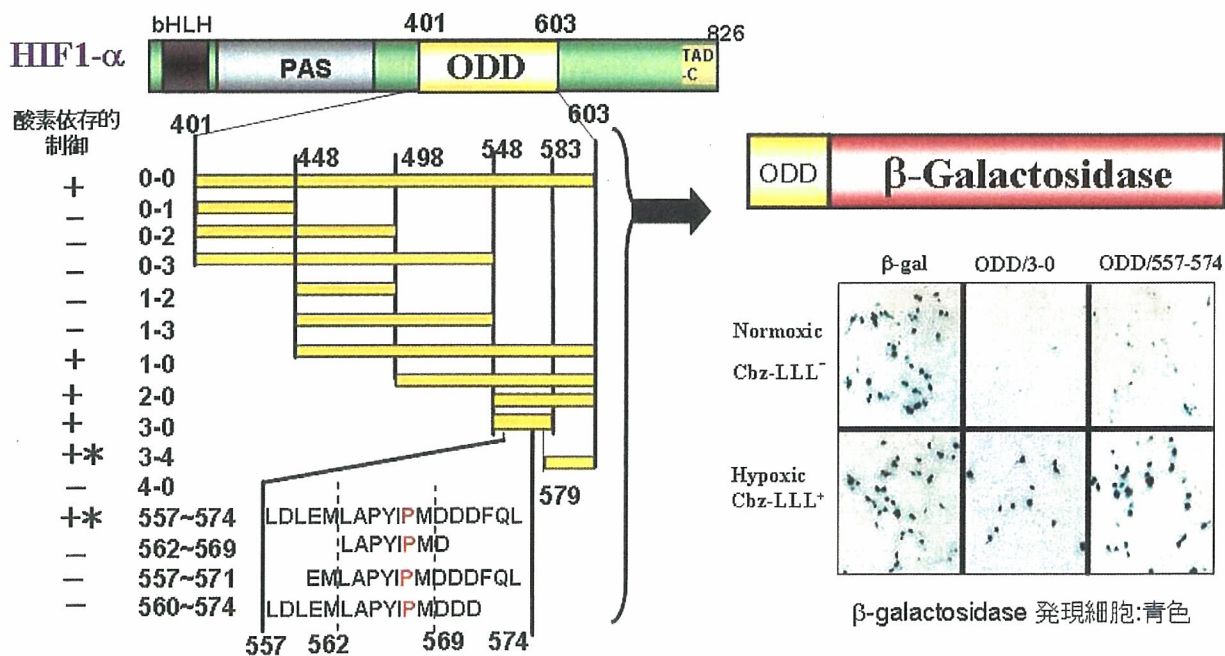 bHLH 401 603 826
HIF1-α PAS ODD TAD
-C
酸素依存的
制御
401 603
448 498 548 583
+ 0-0
− 0-1
− 0-2
− 0-3
− 1-2
− 1-3
+ 1-0
+ 2-0
+ 3-0
+* 3-4
− 4-0
579
+* 557~574 LDLEMLAPYIPMDDDFQL
− 562~569 LAPYIPMD
− 557~571 EMLAPYIPMDDDFQL
− 560~574 LDLEMLAPYIPMDDD
557 562 569 574
ODD β-Galactosidase
β-gal ODD/3-0 ODD/557-574
Normoxic
Cbz-LLL⁻
Hypoxic
Cbz-LLL⁺
β-galactosidase 発現細胞:青色